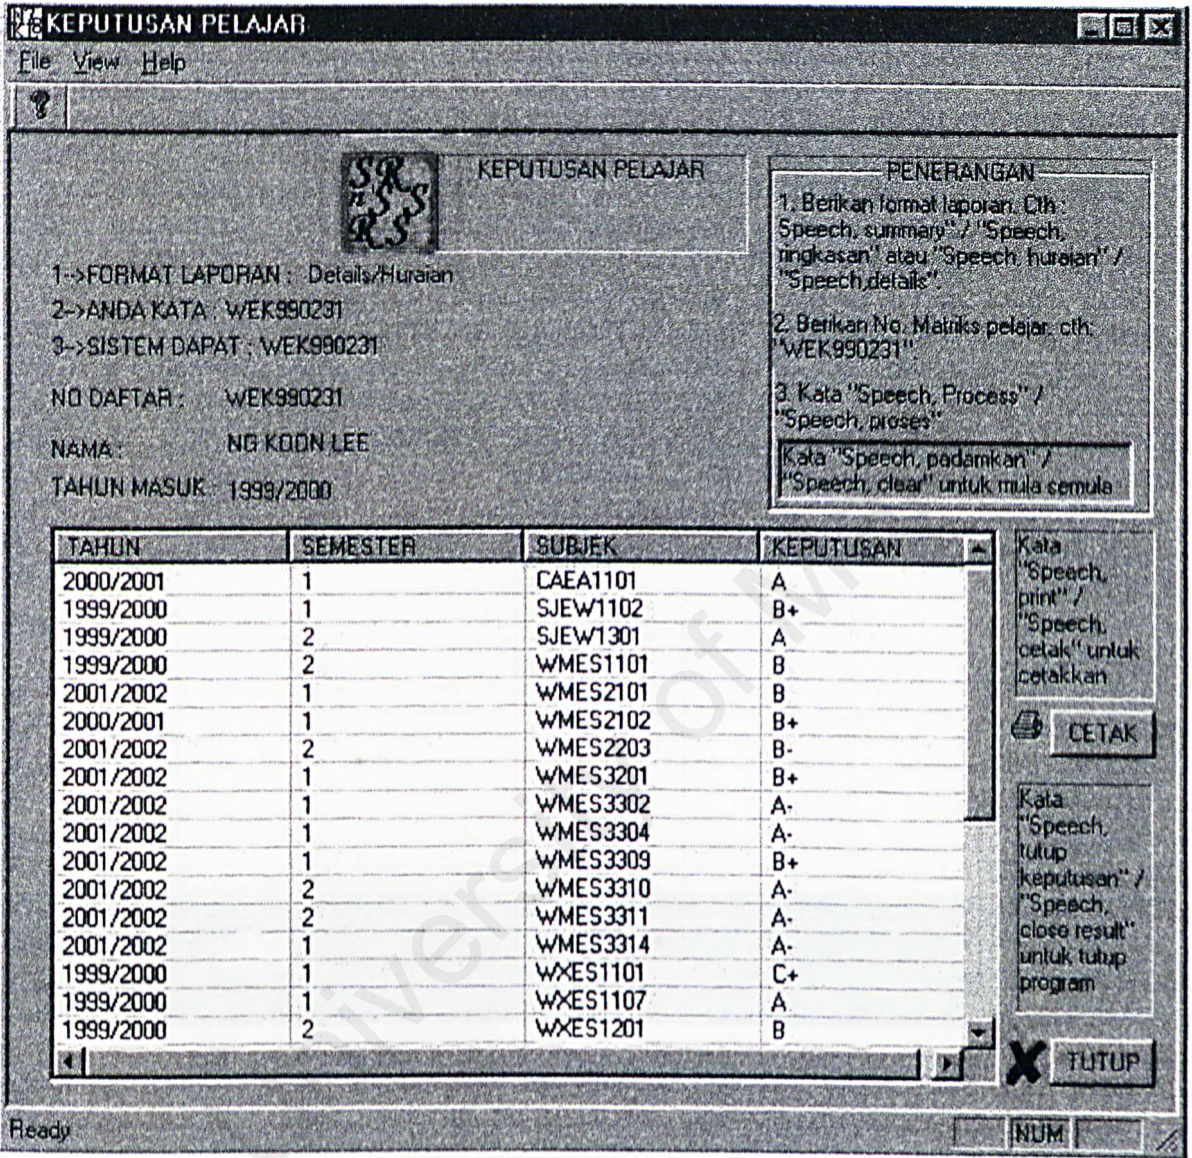 KEPUTUSAN PELAJAR
File View Help
KEPUTUSAN PELAJAR
PENERANGAN
1. Berikan format laporan. Cth :
Speech, summary" / "Speech,
ringkasan" atau "Speech, huraian" /
"Speech,details".
2. Berikan No. Matriks pelajar. cth:
"WEK990231".
3. Kata "Speech, Process" /
"Speech, proses"
Kata "Speech, padamkan" /
"Speech, clear" untuk mula semula
1->FORMAT LAPORAN : Details/Huraian
2->ANDA KATA : WEK990231
3->SISTEM DAPAT : WEK990231
NO DAFTAR : WEK990231
NAMA : NG KOON LEE
TAHUN MASUK : 1999/2000
TAHUN SEMESTER SUBJEK KEPUTUSAN
2000/2001 1 CAEA1101 A
1999/2000 1 SJEW1102 B+
1999/2000 2 SJEW1301 A
1999/2000 2 WMES1101 B
2001/2002 1 WMES2101 B
2000/2001 1 WMES2102 B+
2001/2002 2 WMES2203 B-
2001/2002 1 WMES3201 B+
2001/2002 1 WMES3302 A-
2001/2002 1 WMES3304 A-
2001/2002 1 WMES3309 B+
2001/2002 2 WMES3310 A-
2001/2002 2 WMES3311 A-
2001/2002 1 WMES3314 A-
1999/2000 1 WXES1101 C+
1999/2000 1 WXES1107 A
1999/2000 2 WXES1201 B
Kata
"Speech,
print" /
"Speech,
cetak" untuk
cetakkan
CETAK
Kata
"Speech,
tutup
keputusan" /
"Speech,
close result"
untuk tutup
program
TUTUP
Ready
NUM